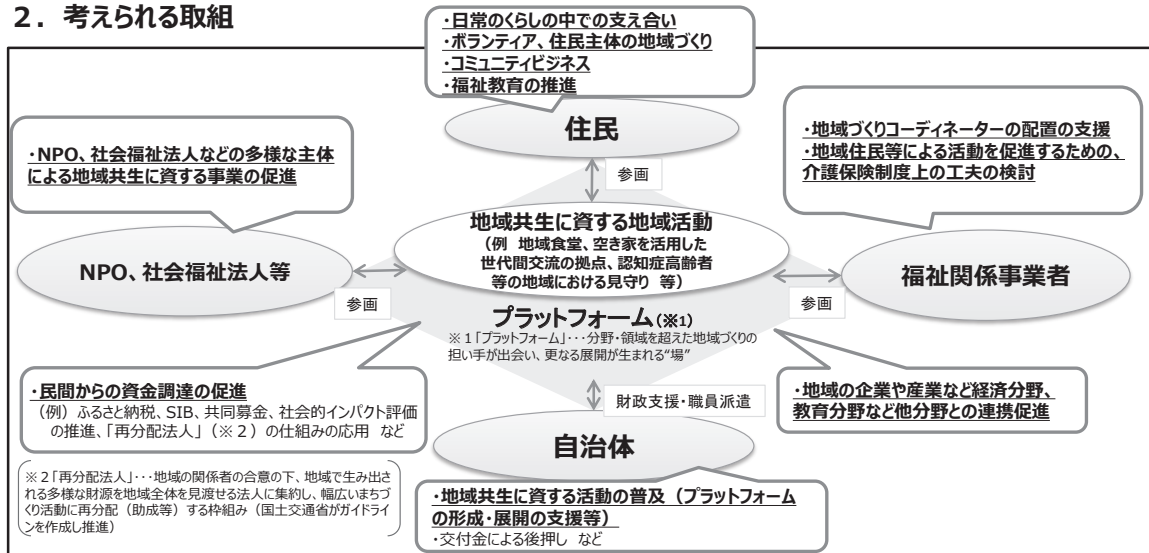 ２．考えられる取組
・日常のくらしの中での支え合い
・ボランティア、住民主体の地域づくり
・コミュニティビジネス
・福祉教育の推進
住民
・NPO、社会福祉法人などの多様な主体
による地域共生に資する事業の促進
・地域づくりコーディネーターの配置の支援
・地域住民等による活動を促進するための、
介護保険制度上の工夫の検討
参画
地域共生に資する地域活動
（例 地域食堂、空き家を活用した
世代間交流の拠点、認知症高齢者
等の地域における見守り 等）
NPO、社会福祉法人等
福祉関係事業者
参画
参画
プラットフォーム(※1)
※１「プラットフォーム」･･･分野・領域を超えた地域づくりの
担い手が出会い、更なる展開が生まれる“場”
・民間からの資金調達の促進
（例）ふるさと納税、SIB、共同募金、社会的インパクト評価
の推進、「再分配法人」（※２）の仕組みの応用 など
・地域の企業や産業など経済分野、
教育分野など他分野との連携促進
財政支援・職員派遣
自治体
※２「再分配法人」･･･地域の関係者の合意の下、地域で生み出さ
れる多様な財源を地域全体を見渡せる法人に集約し、幅広いまちづ
くり活動に再分配（助成等）する枠組み（国土交通省がガイドライ
ンを作成し推進）
・地域共生に資する活動の普及（プラットフォーム
の形成・展開の支援等）
・交付金による後押し など